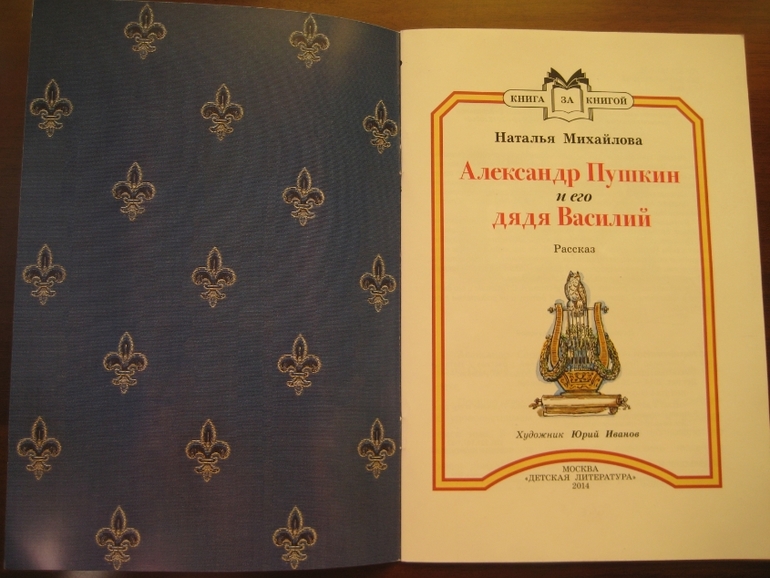 КНИГА ЗА КНИГОЙ
Наталья Михайлова
Александр Пушкин
и его
дядя Василий
Рассказ
Художник Юрий Иванов
МОСКВА
«ДЕТСКАЯ ЛИТЕРАТУРА»
2014